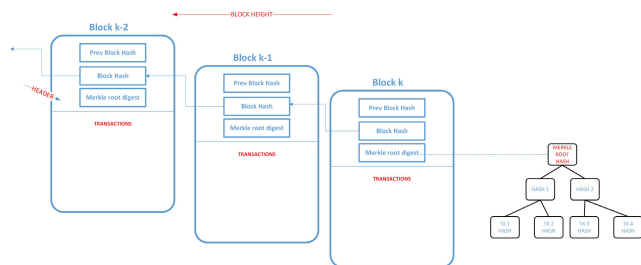 BLOCK HEIGHT
Block k-2
Prev Block Hash
Block Hash
Merkle root digest
HEADER
TRANSACTIONS
Block k-1
Prev Block Hash
Block Hash
Merkle root digest
TRANSACTIONS
Block k
Prev Block Hash
Block Hash
Merkle root digest
TRANSACTIONS
MERKLE
ROOT
HASH
HASH 1
HASH 2
TX 1
HASH
TX 2
HASH
TX 3
HASH
TX 4
HASH